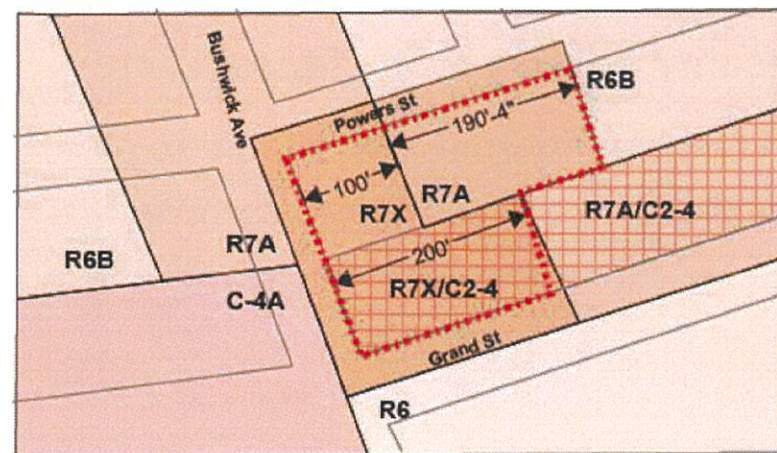 Bushwick Ave
Powers St
190'-4"
R6B
100'
R7X
R7A
200'
R7A/C2-4
R6B
R7A
C-4A
R7X/C2-4
Grand St
R6